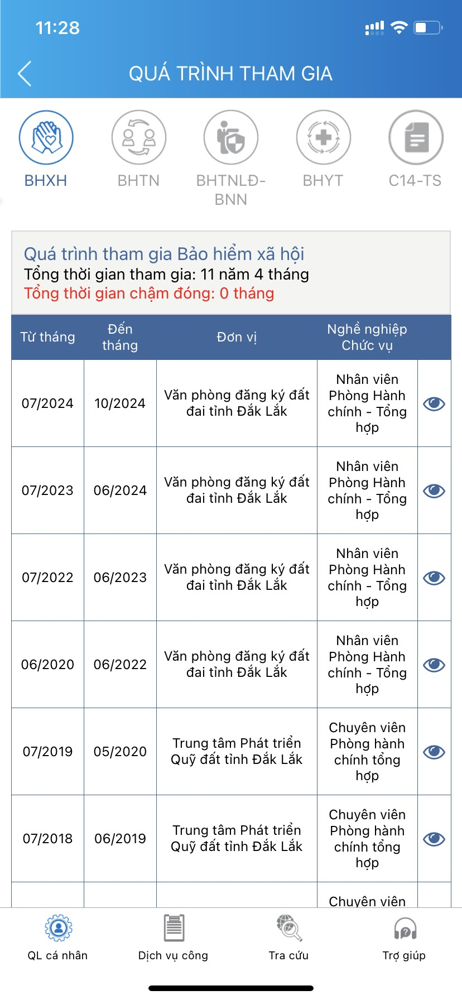 11:28
QUÁ TRÌNH THAM GIA
BHXH
BHTN
BHTNLĐ-
BNN
BHYT
C14-TS
Quá trình tham gia Bảo hiểm xã hội
Tổng thời gian tham gia: 11 năm 4 tháng
Tổng thời gian chậm đóng: 0 tháng
Từ tháng
Đến
tháng
Đơn vị
Nghề nghiệp
Chức vụ
07/2024
10/2024
Văn phòng đăng ký đất
đai tỉnh Đắk Lắk
Nhân viên
Phòng Hành
chính - Tổng
hợp
07/2023
06/2024
Văn phòng đăng ký đất
đai tỉnh Đắk Lắk
Nhân viên
Phòng Hành
chính - Tổng
hợp
07/2022
06/2023
Văn phòng đăng ký đất
đai tỉnh Đắk Lắk
Nhân viên
Phòng Hành
chính - Tổng
hợp
06/2020
06/2022
Văn phòng đăng ký đất
đai tỉnh Đắk Lắk
Nhân viên
Phòng Hành
chính - Tổng
hợp
07/2019
05/2020
Trung tâm Phát triển
Quỹ đất tỉnh Đắk Lắk
Chuyên viên
Phòng hành
chính tổng
hợp
07/2018
06/2019
Trung tâm Phát triển
Quỹ đất tỉnh Đắk Lắk
Chuyên viên
Phòng hành
chính tổng
hợp
Chuyên viên
QL cá nhân
Dịch vụ công
Tra cứu
Trợ giúp